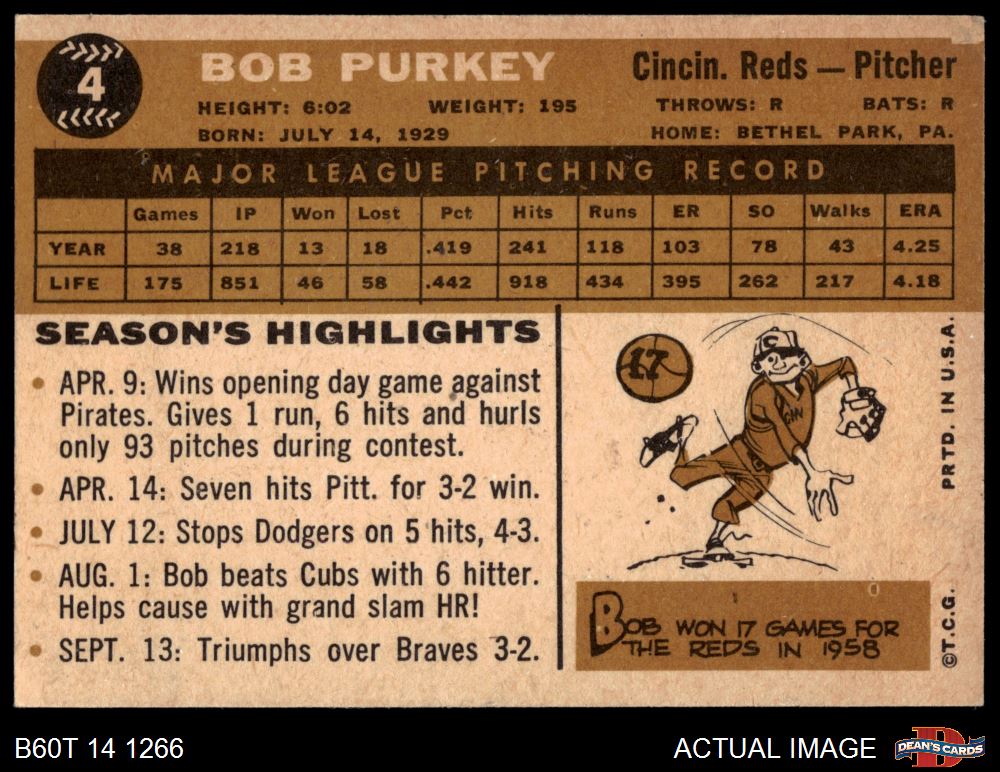 4
BOB PURKEY
Cincin. Reds — Pitcher
HEIGHT: 6:02 WEIGHT: 195 THROWS: R BATS: R
BORN: JULY 14, 1929 HOME: BETHEL PARK, PA.
MAJOR LEAGUE PITCHING RECORD
Games IP Won Lost Pct Hits Runs ER SO Walks ERA
YEAR 38 218 13 18 .419 241 118 103 78 43 4.25
LIFE 175 851 46 58 .442 918 434 395 262 217 4.18
SEASON'S HIGHLIGHTS
• APR. 9: Wins opening day game against
Pirates. Gives 1 run, 6 hits and hurls
only 93 pitches during contest.
• APR. 14: Seven hits Pitt. for 3-2 win.
• JULY 12: Stops Dodgers on 5 hits, 4-3.
• AUG. 1: Bob beats Cubs with 6 hitter.
Helps cause with grand slam HR!
• SEPT. 13: Triumphs over Braves 3-2.
17
C
CIN
BOB WON 17 GAMES FOR
THE REDS IN 1958
PRTD. IN U.S.A.
©T.C.G.
B60T 14 1266
ACTUAL IMAGE
D
DEAN'S CARDS